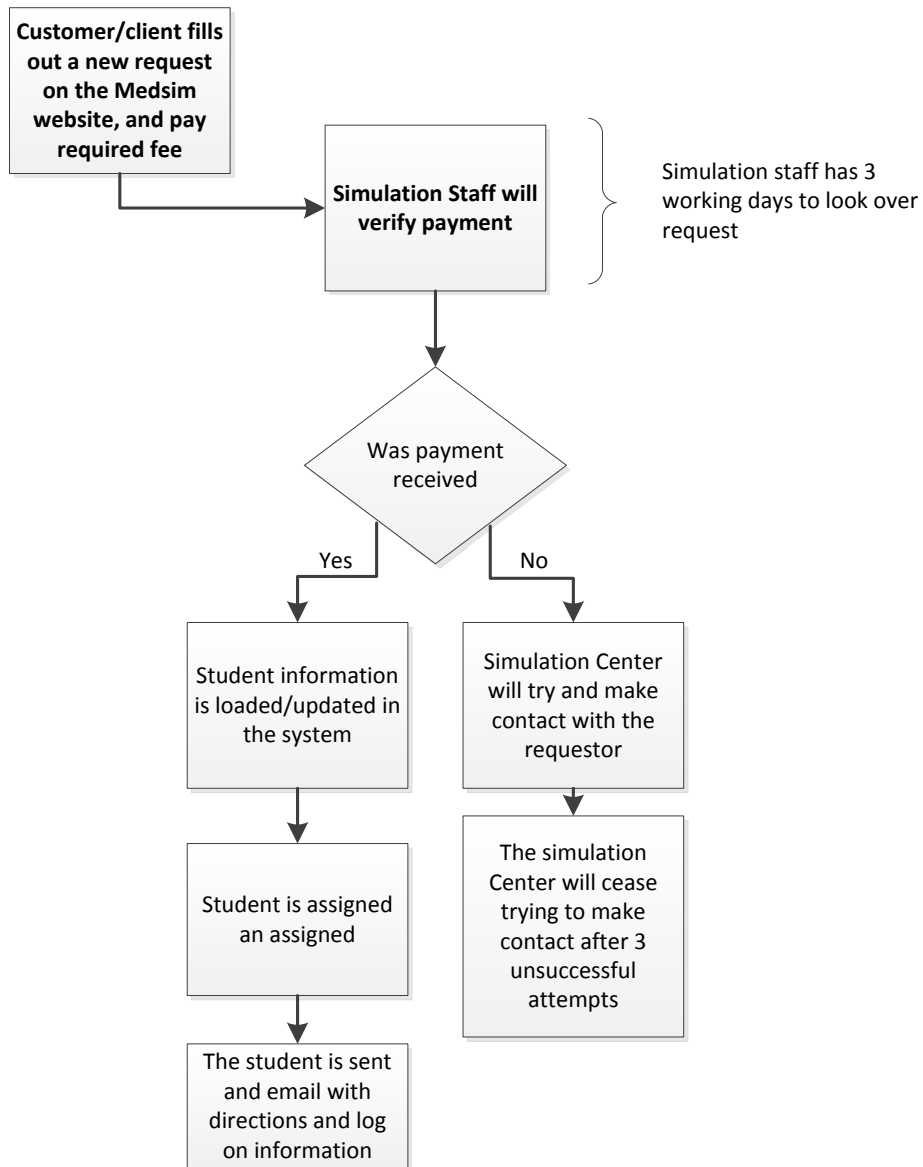 Customer/client fills
out a new request
on the Medsim
website, and pay
required fee
Simulation Staff will
verify payment
Simulation staff has 3
working days to look over
request
Was payment
received
Yes
No
Student information
is loaded/updated in
the system
Simulation Center
will try and make
contact with the
requestor
Student is assigned
an assigned
The simulation
Center will cease
trying to make
contact after 3
unsuccessful
attempts
The student is sent
and email with
directions and log
on information